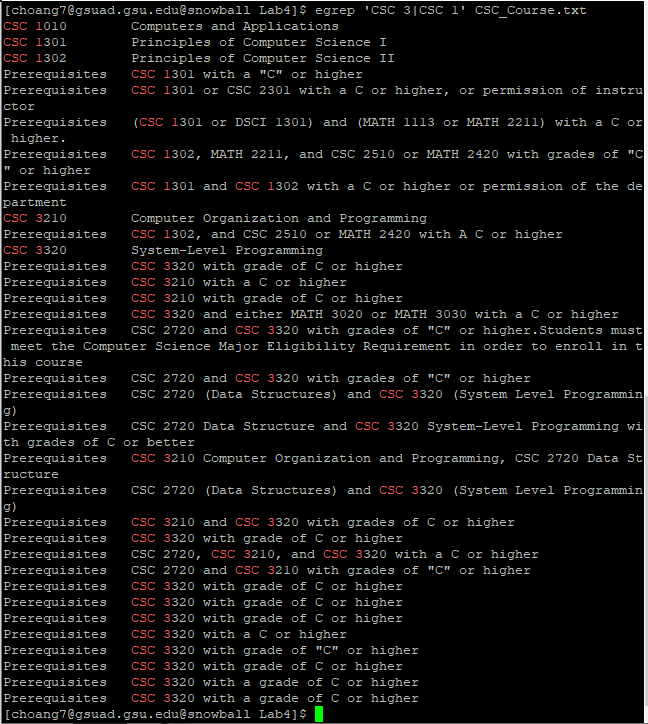 [choang7@gsuad.gsu.edu@snowball Lab4]$ egrep 'CSC 3|CSC 1' CSC_Course.txt
CSC 1010        Computers and Applications
CSC 1301        Principles of Computer Science I
CSC 1302        Principles of Computer Science II
Prerequisites   CSC 1301 with a "C" or higher
Prerequisites   CSC 1301 or CSC 2301 with a C or higher, or permission of instru
ctor
Prerequisites   (CSC 1301 or DSCI 1301) and (MATH 1113 or MATH 2211) with a C or
 higher.
Prerequisites   CSC 1302, MATH 2211, and CSC 2510 or MATH 2420 with grades of "C
" or higher
Prerequisites   CSC 1301 and CSC 1302 with a C or higher or permission of the de
partment
CSC 3210        Computer Organization and Programming
Prerequisites   CSC 1302, and CSC 2510 or MATH 2420 with A C or higher
CSC 3320        System-Level Programming
Prerequisites   CSC 3320 with grade of C or higher
Prerequisites   CSC 3210 with a C or higher
Prerequisites   CSC 3210 with grade of C or higher
Prerequisites   CSC 3320 and either MATH 3020 or MATH 3030 with a C or higher
Prerequisites   CSC 2720 and CSC 3320 with grades of "C" or higher.Students must
 meet the Computer Science Major Eligibility Requirement in order to enroll in t
his course
Prerequisites   CSC 2720 and CSC 3320 with grades of "C" or higher
Prerequisites   CSC 2720 (Data Structures) and CSC 3320 (System Level Programmin
g)
Prerequisites   CSC 2720 Data Structure and CSC 3320 System-Level Programming wi
th grades of C or better
Prerequisites   CSC 3210 Computer Organization and Programming, CSC 2720 Data St
ructure
Prerequisites   CSC 2720 (Data Structures) and CSC 3320 (System Level Programmin
g)
Prerequisites   CSC 3210 and CSC 3320 with grades of C or higher
Prerequisites   CSC 3320 with grade of C or higher
Prerequisites   CSC 2720, CSC 3210, and CSC 3320 with a C or higher
Prerequisites   CSC 2720 and CSC 3210 with grades of "C" or higher
Prerequisites   CSC 3320 with grade of C or higher
Prerequisites   CSC 3320 with grade of C or higher
Prerequisites   CSC 3320 with grade of C or higher
Prerequisites   CSC 3320 with a C or higher
Prerequisites   CSC 3320 with grade of "C" or higher
Prerequisites   CSC 3320 with grade of C or higher
Prerequisites   CSC 3320 with a grade of C or higher
Prerequisites   CSC 3320 with a grade of C or higher
[choang7@gsuad.gsu.edu@snowball Lab4]$